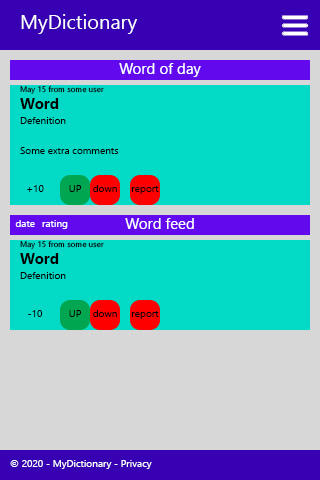 MyDictionary
Word of day
May 15 from some user
Word
Defenition
Some extra comments
+10 UP down report
date rating Word feed
May 15 from some user
Word
Defenition
-10 UP down report
© 2020 - MyDictionary - Privacy